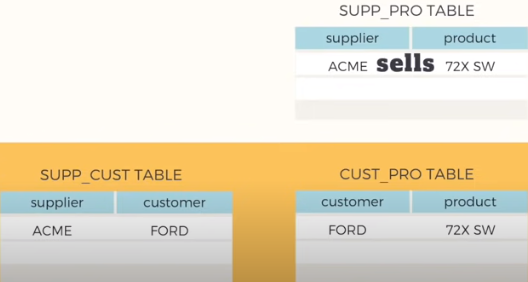 SUPP_PRO TABLE
supplier product
ACME sells 72X SW
SUPP_CUST TABLE
supplier customer
ACME FORD
CUST_PRO TABLE
customer product
FORD 72X SW